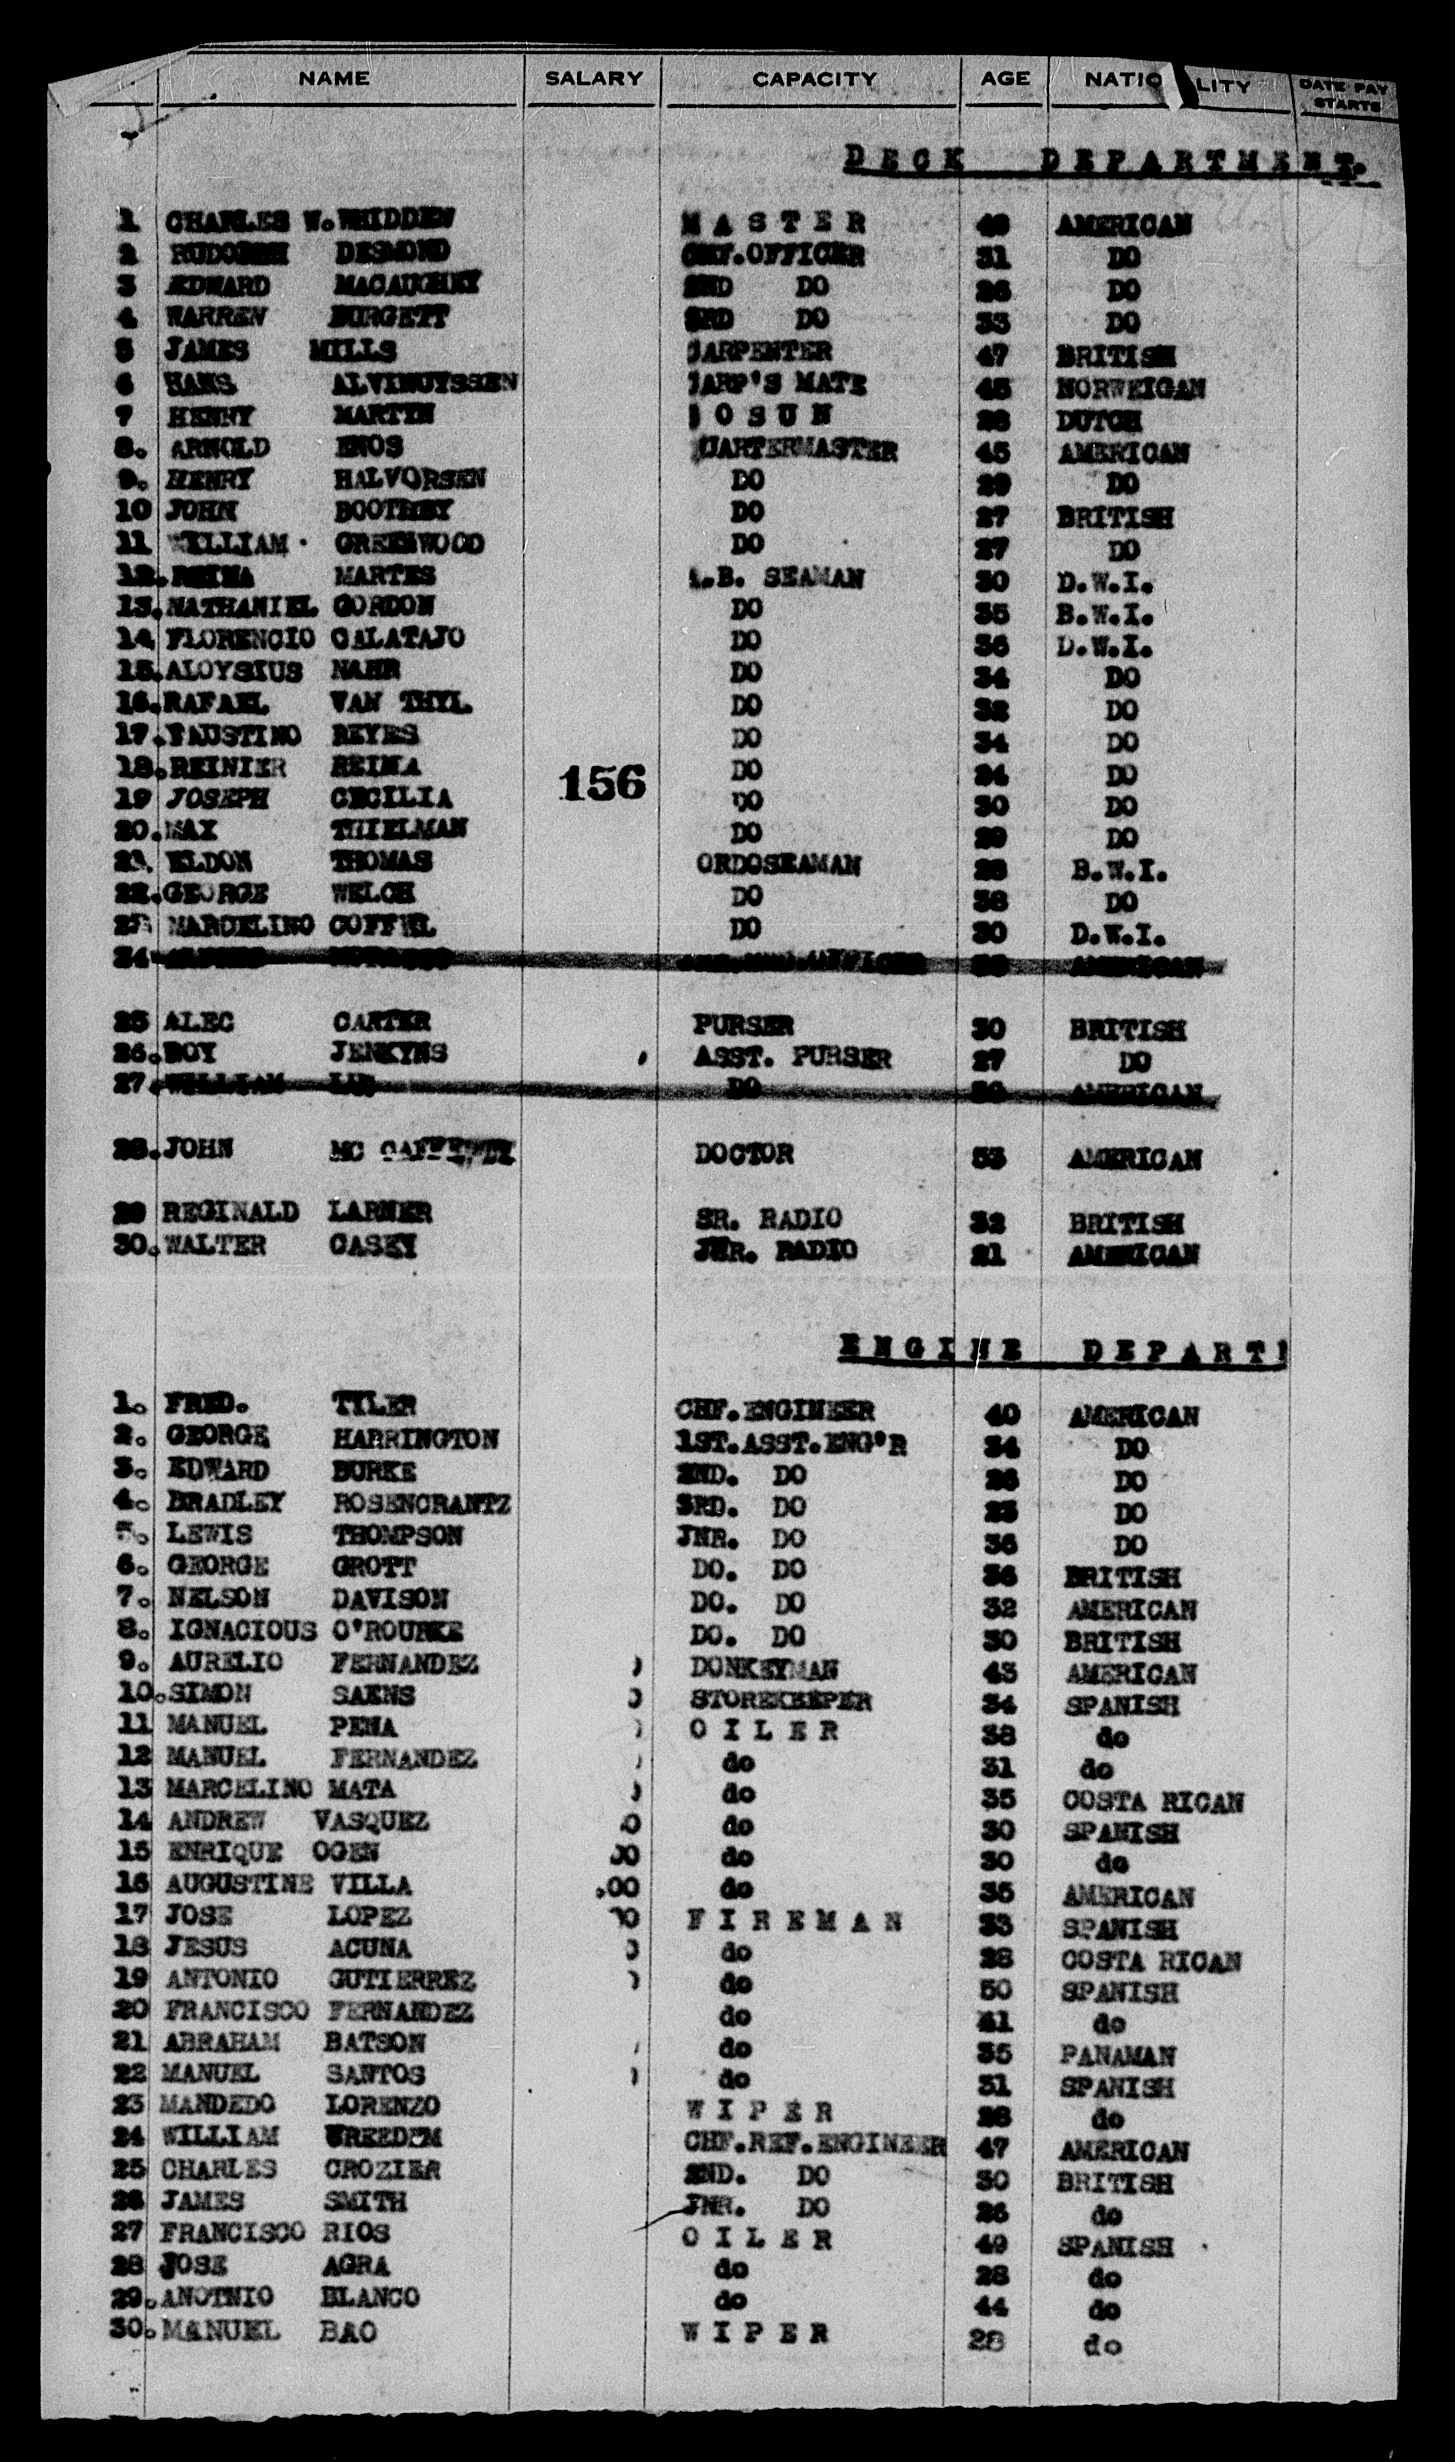 NAME SALARY CAPACITY AGE NATIO LITY DATE PAY STARTS
DECK DEPARTMENT.
1 CHARLES W. WHIDDEN MASTER AMERICAN
2 DESMOND CHF.OFFICER 31 DO
3 EDWARD MACAUGHEY 2ND DO 26 DO
4 WARREN BURGETT 3RD DO 33 DO
5 JAMES MILLS CARPENTER 47 BRITISH
6 HANS CARP'S MATE 45 NORWEIGAN
7 HENRY MARTIN BOSUN DUTCH
8. ARNOLD ENOS QUARTERMASTER 45 AMERICAN
9. HENRY HALVORSEN DO 29 DO
10 JOHN DO 27 BRITISH
11 WILLIAM GREENWOOD DO 27 DO
12. REINA MARTES A.B. SEAMAN 30 D.W.I.
13. NATHANIEL GORDON DO 35 B.W.I.
14 FLORENCIO CALATAJO DO 36 D.W.I.
15. ALOYSIUS NAHR DO 34 DO
16. RAFAEL VAN THYL DO 32 DO
17. FAUSTINO REYES DO 34 DO
18. REINIER REINA DO 24 DO
156
19 JOSEPH CECILIA DO 30 DO
20. MAX THIELMAN DO 29 DO
21. ELDON THOMAS ORDOSEAMAN 28 B.W.I.
22. GEORGE WELCH DO 38 DO
23 MARCELINO COFFIEL DO 30 D.W.I.
24 AMERICAN
25 ALEC CARTER PURSER 30 BRITISH
26. ROY JENKYNS ASST. PURSER 27 DO
27. WILLIAM DO AMERICAN
28. JOHN MC DOCTOR 53 AMERICAN
29 REGINALD LARNER SR. RADIO 32 BRITISH
30. WALTER CASEY JNR. RADIO 21 AMERICAN
ENGINE DEPART
1. FRED. TYLER CHF.ENGINEER 40 AMERICAN
2. GEORGE HARRINGTON 1ST.ASST.ENG'R 34 DO
3. EDWARD BURKE 2ND. DO 26 DO
4. BRADLEY ROSENCRANTZ 3RD. DO 25 DO
5. LEWIS THOMPSON JNR. DO 36 DO
6. GEORGE GROTT DO. DO 36 BRITISH
7. NELSON DAVISON DO. DO 32 AMERICAN
8. IGNACIOUS O'ROURKE DO. DO 30 BRITISH
9. AURELIO FERNANDEZ DONKEYMAN 43 AMERICAN
10. SIMON SAENS STOREKEEPER 34 SPANISH
11 MANUEL PENA OILER 38 do
12 MANUEL FERNANDEZ do 31 do
13 MARCELINO MATA do 35 COSTA RICAN
14 ANDREW VASQUEZ 0 do 30 SPANISH
15 ENRIQUE OGEN 00 do 30 do
16 AUGUSTINE VILLA .00 do 35 AMERICAN
17 JOSE LOPEZ 00 FIREMAN 33 SPANISH
18 JESUS ACUNA do 28 COSTA RICAN
19 ANTONIO GUTIERREZ do 50 SPANISH
20 FRANCISCO FERNANDEZ do 41 do
21 ABRAHAM BATSON do 35 PANAMAN
22 MANUEL SANTOS do 31 SPANISH
23 MANDEDO LORENZO WIPER 28 do
24 WILLIAM CHF.REF.ENGINEER 47 AMERICAN
25 CHARLES CROZIER 2ND. DO 30 BRITISH
26 JAMES SMITH JNR. DO 26 do
27 FRANCISCO RIOS OILER 49 SPANISH
28 JOSE AGRA do 28 do
29. ANOTNIO BLANCO do 44 do
30. MANUEL BAO WIPER 28 do